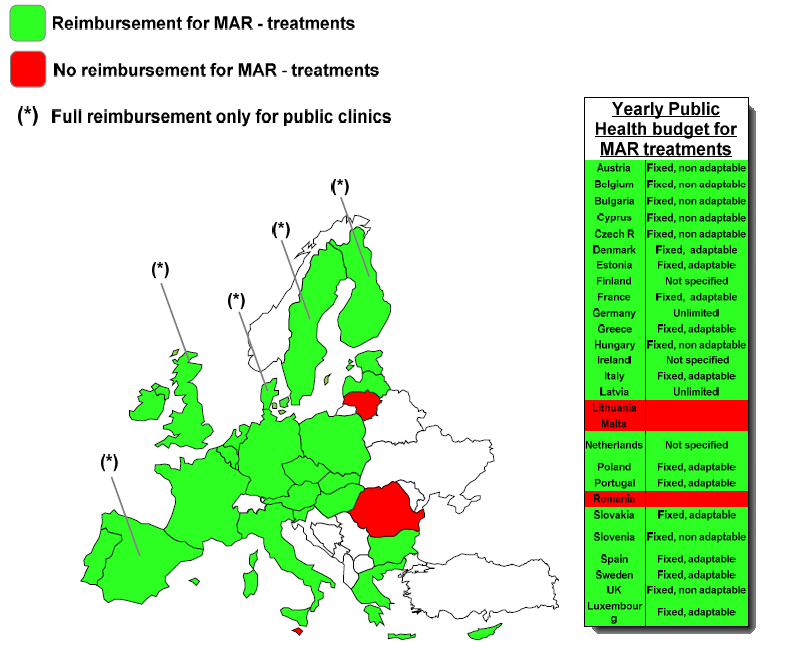 Reimbursement for MAR - treatments
No reimbursement for MAR - treatments
(*) Full reimbursement only for public clinics
(*)
(*)
(*)
(*)
(*)
Yearly Public
Health budget for
MAR treatments
Austria Fixed, non adaptable
Belgium Fixed, non adaptable
Bulgaria Fixed, non adaptable
Cyprus Fixed, non adaptable
Czech R Fixed, non adaptable
Denmark Fixed, adaptable
Estonia Fixed, adaptable
Finland Not specified
France Fixed, adaptable
Germany Unlimited
Greece Fixed, adaptable
Hungary Fixed, non adaptable
Ireland Not specified
Italy Fixed, adaptable
Latvia Unlimited
Lithuania
Malta
Netherlands Not specified
Poland Fixed, adaptable
Portugal Fixed, adaptable
Romania
Slovakia Fixed, adaptable
Slovenia Fixed, non adaptable
Spain Fixed, adaptable
Sweden Fixed, adaptable
UK Fixed, non adaptable
Luxembour
g Fixed, adaptable